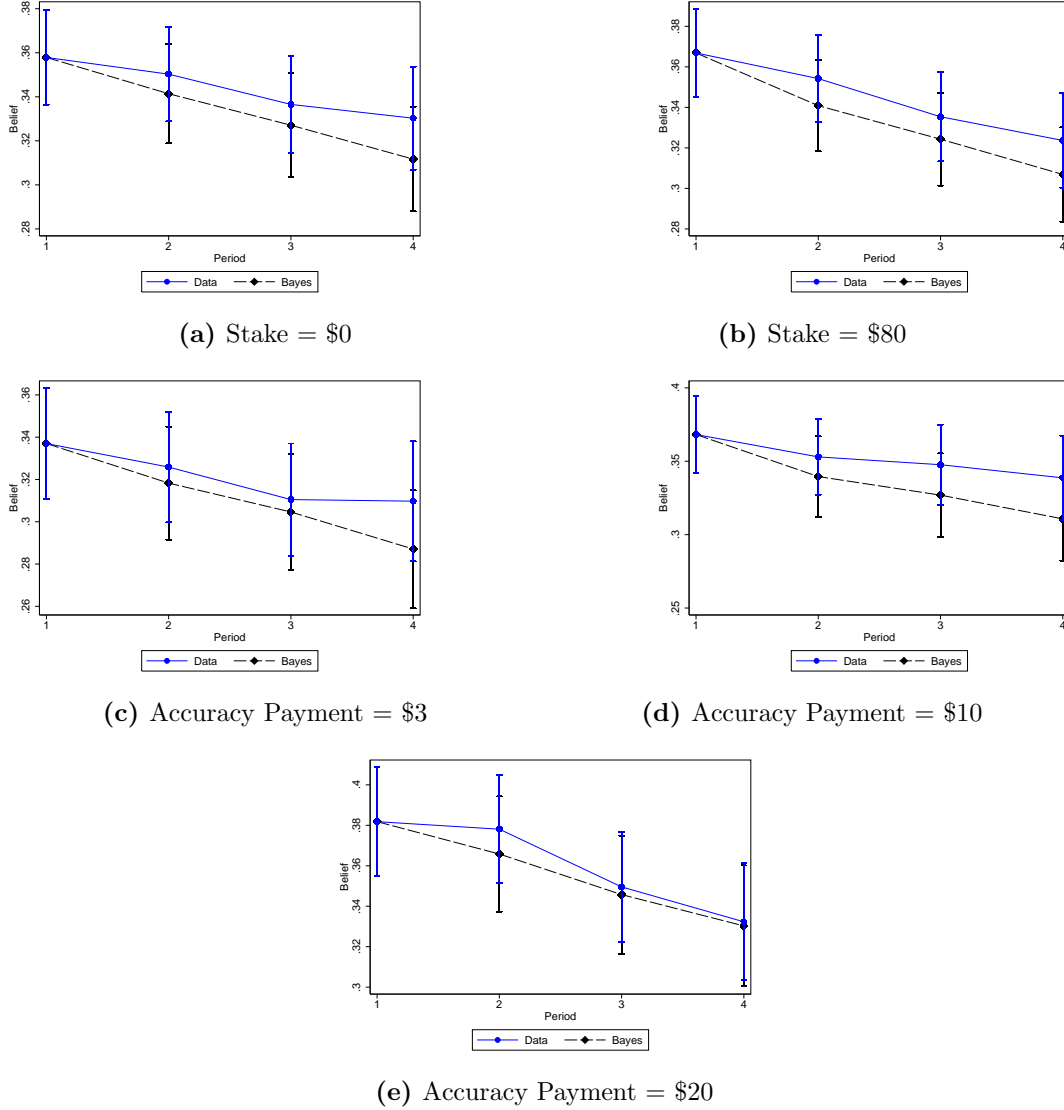 .38
.36
.34
.32
.3
.28
Belief
1 2 3 4
Period
Data Bayes
(a) Stake = $0
.38
.36
.34
.32
.3
.28
Belief
1 2 3 4
Period
Data Bayes
(b) Stake = $80
.36
.34
.32
.3
.28
.26
Belief
1 2 3 4
Period
Data Bayes
(c) Accuracy Payment = $3
.4
.35
.3
.25
Belief
1 2 3 4
Period
Data Bayes
(d) Accuracy Payment = $10
.4
.38
.36
.34
.32
.3
Belief
1 2 3 4
Period
Data Bayes
(e) Accuracy Payment = $20